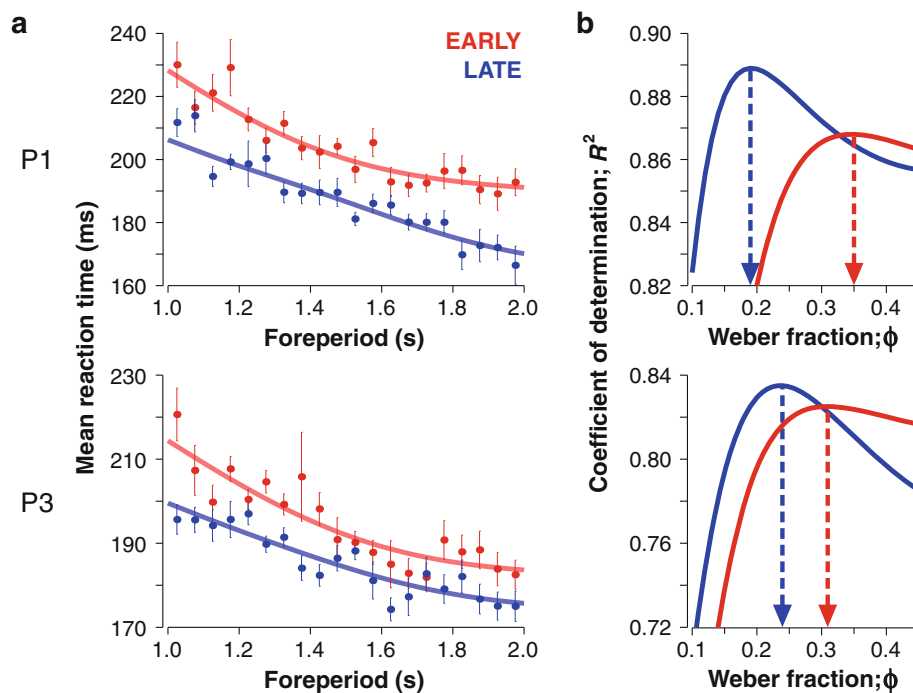 a
b
EARLY
LATE
P1
P3
Mean reaction time (ms)
240
220
200
180
160
1.0 1.2 1.4 1.6 1.8 2.0
Foreperiod (s)
230
210
190
170
1.0 1.2 1.4 1.6 1.8 2.0
Foreperiod (s)
Coefficient of determination; R²
0.90
0.88
0.86
0.84
0.82
0.1 0.2 0.3 0.4
Weber fraction;ϕ
0.84
0.80
0.76
0.72
0.1 0.2 0.3 0.4
Weber fraction;ϕ